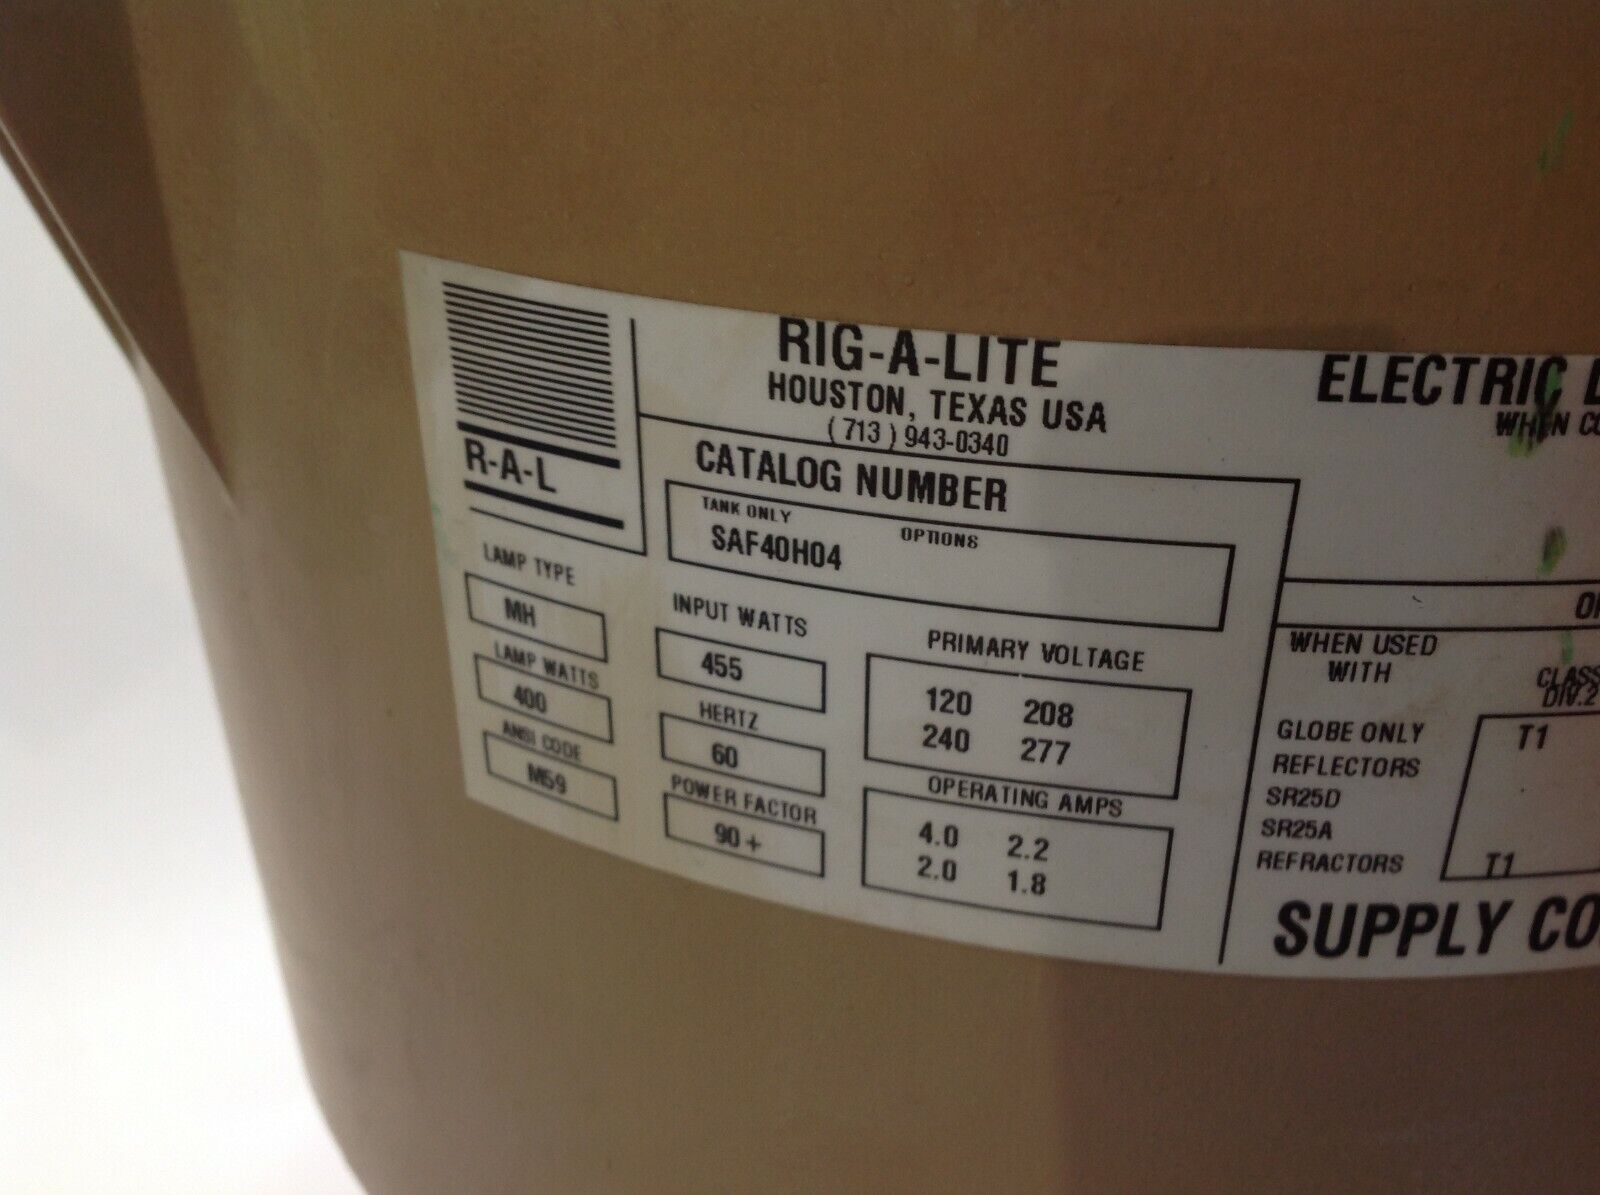 RIG-A-LITE
HOUSTON, TEXAS USA
(713) 943-0340
R-A-L
CATALOG NUMBER
TANK ONLY OPTIONS
SAF40H04
LAMP TYPE
MH
LAMP WATTS
400
ANSI CODE
M59
INPUT WATTS
455
HERTZ
60
POWER FACTOR
90 +
PRIMARY VOLTAGE
120 208
240 277
OPERATING AMPS
4.0 2.2
2.0 1.8
ELECTRIC
WHEN
WHEN USED
WITH
DIV.2
GLOBE ONLY T1
REFLECTORS
SR25D
SR25A
REFRACTORS T1
SUPPLY